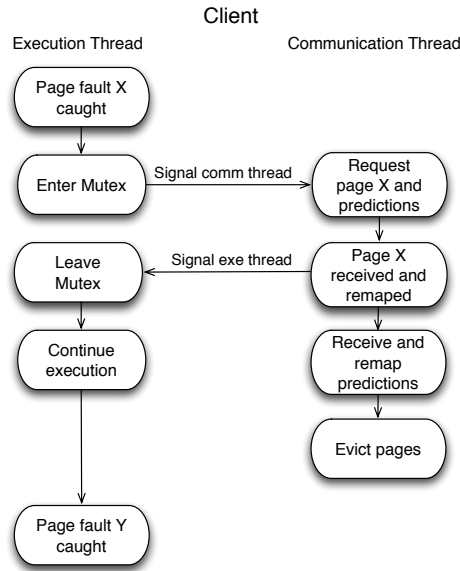 Client
Execution Thread
Communication Thread
Page fault X
caught
Enter Mutex
Signal comm thread
Request
page X and
predictions
Leave
Mutex
Signal exe thread
Page X
received and
remaped
Continue
execution
Receive and
remap
predictions
Evict pages
Page fault Y
caught